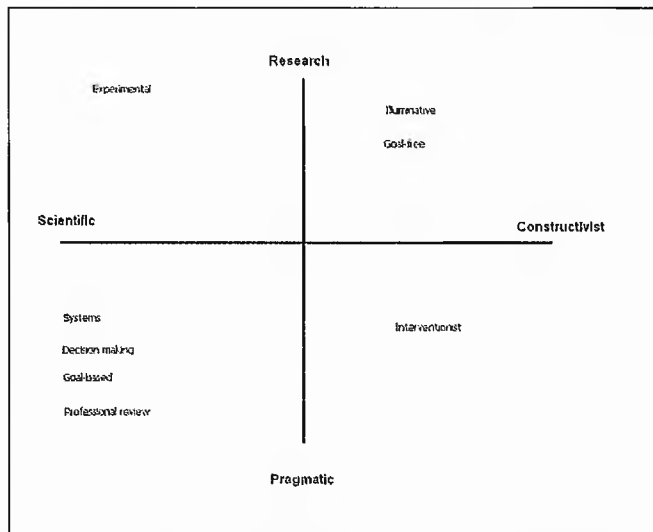 Research
Experimental
Illuminative
Goal-free
Scientific
Constructivist
Systems
Interventionist
Decision making
Goal-based
Professional review
Pragmatic